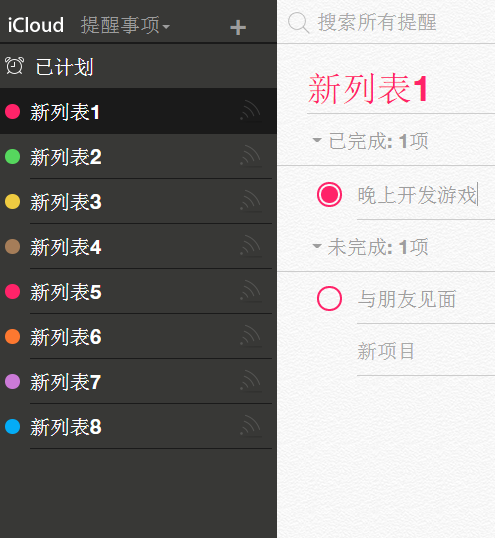 iCloud 提醒事项 +
已计划
新列表1
新列表2
新列表3
新列表4
新列表5
新列表6
新列表7
新列表8
搜索所有提醒
新列表1
已完成: 1项
晚上开发游戏
未完成: 1项
与朋友见面
新项目